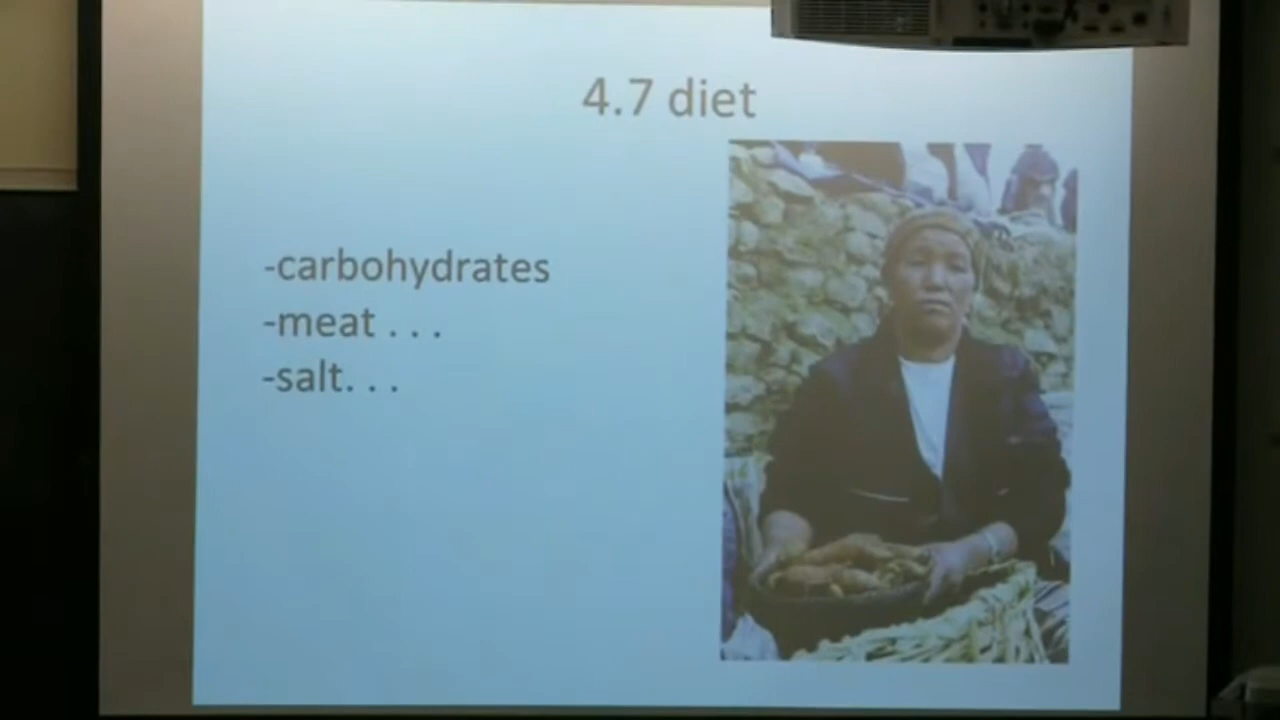 4.7 diet
-carbohydrates
-meat . . .
-salt. . .